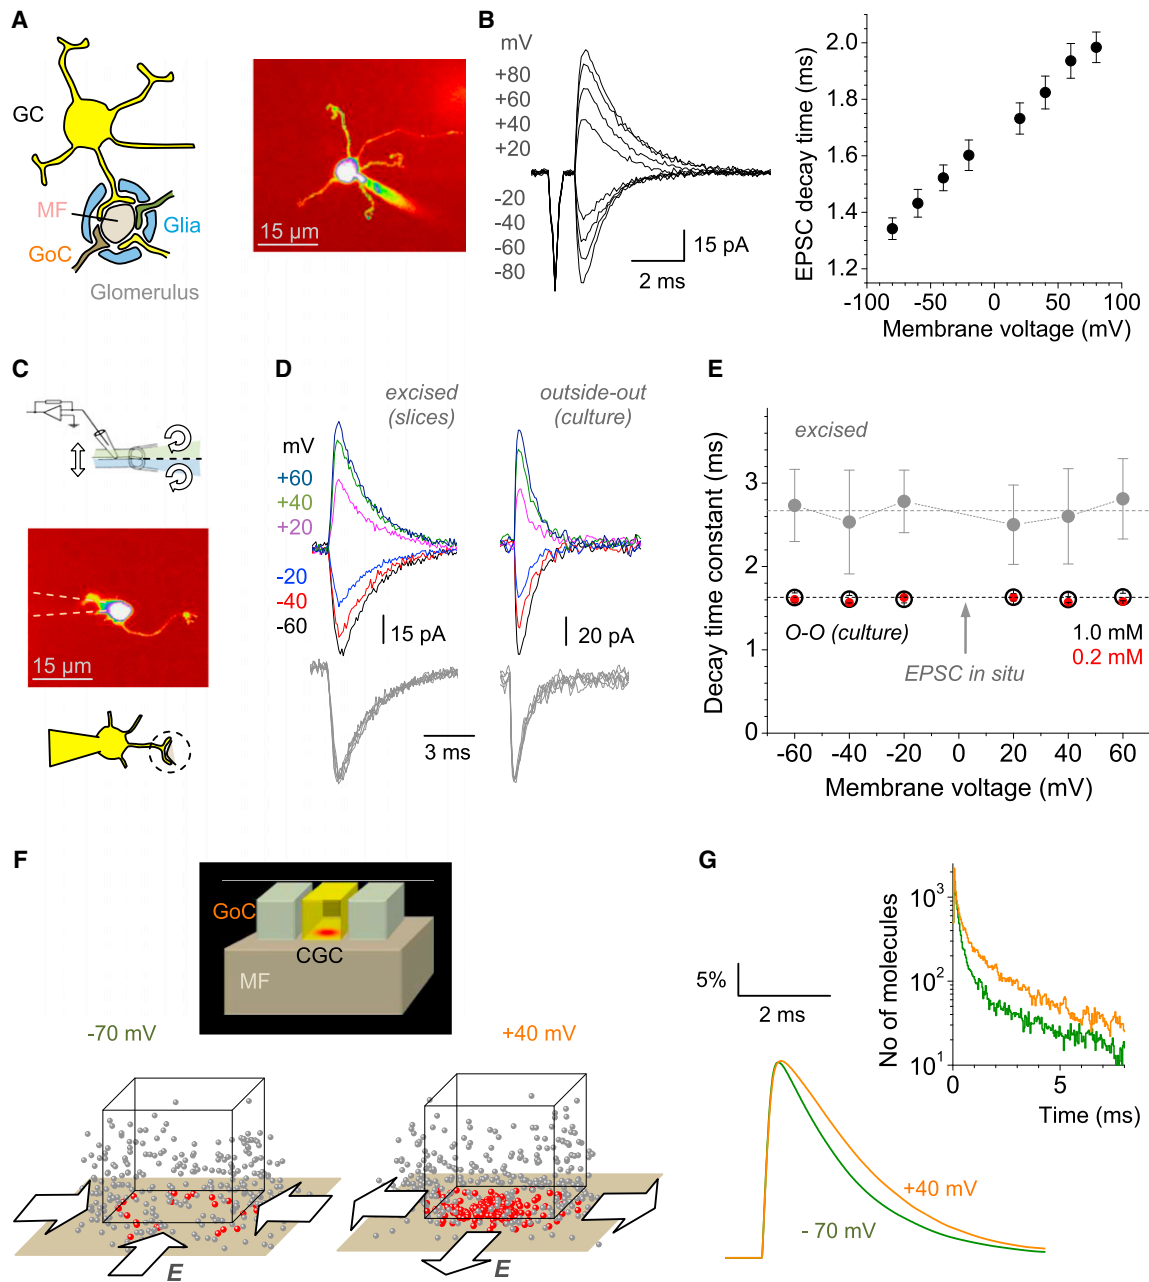 A
GC
MF
Glia
GoC
Glomerulus
15 µm
B
mV
+80
+60
+40
+20
-20
-40
-60
-80
15 pA
2 ms
EPSC decay time (ms)
2.0
1.8
1.6
1.4
1.2
-100 -50 0 50 100
Membrane voltage (mV)
C
15 µm
D
excised
(slices)
outside-out
(culture)
mV
+60
+40
+20
-20
-40
-60
15 pA
20 pA
3 ms
E
Decay time constant (ms)
3
2
1
0
excised
O-O (culture)
1.0 mM
0.2 mM
EPSC in situ
-60 -40 -20 0 20 40 60
Membrane voltage (mV)
F
GoC
CGC
MF
-70 mV
+40 mV
E
E
G
5%
2 ms
No of molecules
10³
10²
10¹
0 5
Time (ms)
+40 mV
- 70 mV